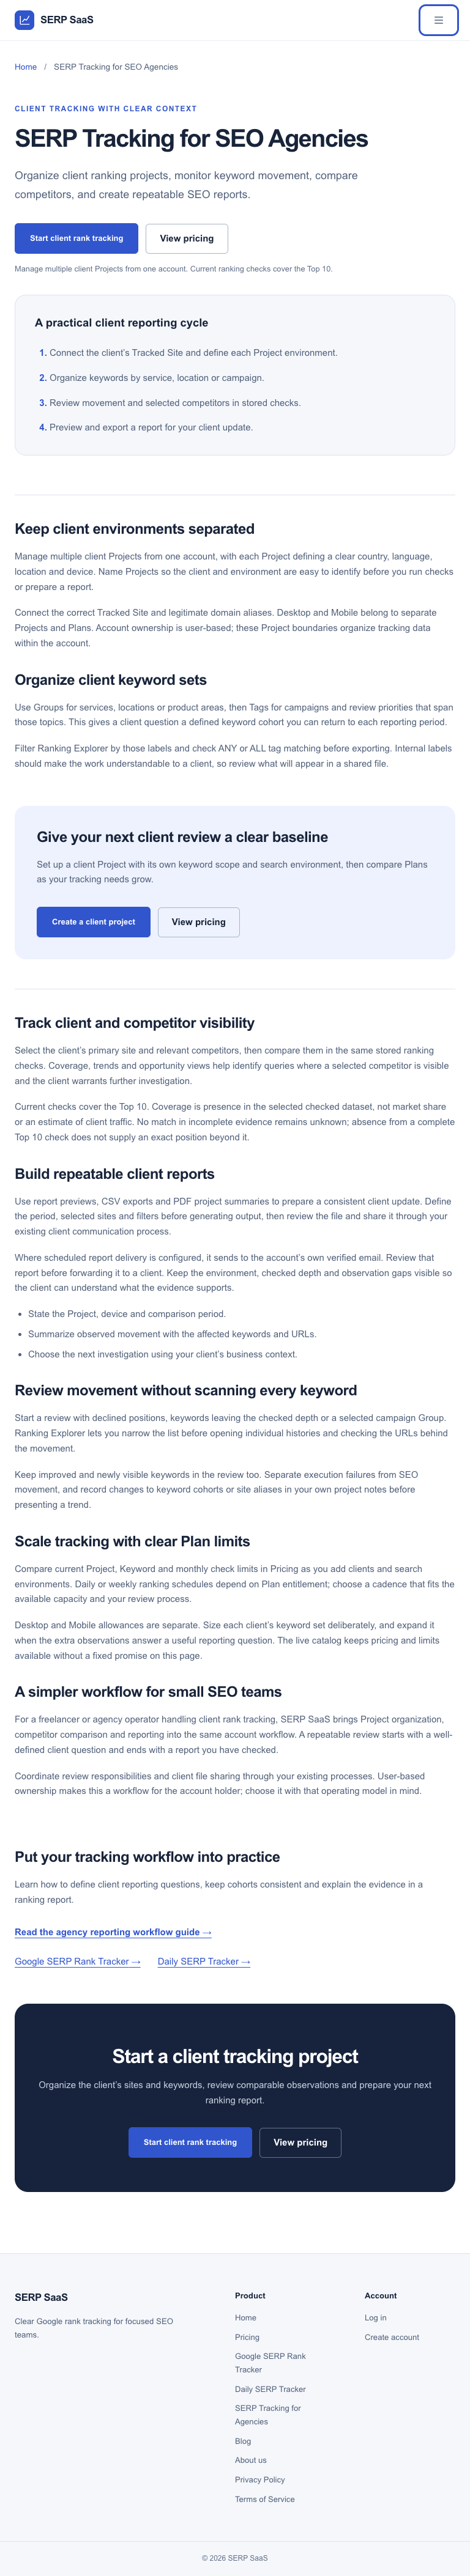 SERP SaaS
Home / SERP Tracking for SEO Agencies
CLIENT TRACKING WITH CLEAR CONTEXT
SERP Tracking for SEO Agencies
Organize client ranking projects, monitor keyword movement, compare
competitors, and create repeatable SEO reports.
Start client rank tracking
View pricing
Manage multiple client Projects from one account. Current ranking checks cover the Top 10.
A practical client reporting cycle
1. Connect the client's Tracked Site and define each Project environment.
2. Organize keywords by service, location or campaign.
3. Review movement and selected competitors in stored checks.
4. Preview and export a report for your client update.
Keep client environments separated
Manage multiple client Projects from one account, with each Project defining a clear country, language,
location and device. Name Projects so the client and environment are easy to identify before you run checks
or prepare a report.
Connect the correct Tracked Site and legitimate domain aliases. Desktop and Mobile belong to separate
Projects and Plans. Account ownership is user-based; these Project boundaries organize tracking data
within the account.
Organize client keyword sets
Use Groups for services, locations or product areas, then Tags for campaigns and review priorities that span
those topics. This gives a client question a defined keyword cohort you can return to each reporting period.
Filter Ranking Explorer by those labels and check ANY or ALL tag matching before exporting. Internal labels
should make the work understandable to a client, so review what will appear in a shared file.
Give your next client review a clear baseline
Set up a client Project with its own keyword scope and search environment, then compare Plans
as your tracking needs grow.
Create a client project
View pricing
Track client and competitor visibility
Select the client's primary site and relevant competitors, then compare them in the same stored ranking
checks. Coverage, trends and opportunity views help identify queries where a selected competitor is visible
and the client warrants further investigation.
Current checks cover the Top 10. Coverage is presence in the selected checked dataset, not market share
or an estimate of client traffic. No match in incomplete evidence remains unknown; absence from a complete
Top 10 check does not supply an exact position beyond it.
Build repeatable client reports
Use report previews, CSV exports and PDF project summaries to prepare a consistent client update. Define
the period, selected sites and filters before generating output, then review the file and share it through your
existing client communication process.
Where scheduled report delivery is configured, it sends to the account's own verified email. Review that
report before forwarding it to a client. Keep the environment, checked depth and observation gaps visible so
the client can understand what the evidence supports.
• State the Project, device and comparison period.
• Summarize observed movement with the affected keywords and URLs.
• Choose the next investigation using your client's business context.
Review movement without scanning every keyword
Start a review with declined positions, keywords leaving the checked depth or a selected campaign Group.
Ranking Explorer lets you narrow the list before opening individual histories and checking the URLs behind
the movement.
Keep improved and newly visible keywords in the review too. Separate execution failures from SEO
movement, and record changes to keyword cohorts or site aliases in your own project notes before
presenting a trend.
Scale tracking with clear Plan limits
Compare current Project, Keyword and monthly check limits in Pricing as you add clients and search
environments. Daily or weekly ranking schedules depend on Plan entitlement; choose a cadence that fits the
available capacity and your review process.
Desktop and Mobile allowances are separate. Size each client's keyword set deliberately, and expand it
when the extra observations answer a useful reporting question. The live catalog keeps pricing and limits
available without a fixed promise on this page.
A simpler workflow for small SEO teams
For a freelancer or agency operator handling client rank tracking, SERP SaaS brings Project organization,
competitor comparison and reporting into the same account workflow. A repeatable review starts with a well-
defined client question and ends with a report you have checked.
Coordinate review responsibilities and client file sharing through your existing processes. User-based
ownership makes this a workflow for the account holder; choose it with that operating model in mind.
Put your tracking workflow into practice
Learn how to define client reporting questions, keep cohorts consistent and explain the evidence in a
ranking report.
Read the agency reporting workflow guide →
Google SERP Rank Tracker → Daily SERP Tracker →
Start a client tracking project
Organize the client's sites and keywords, review comparable observations and prepare your next
ranking report.
Start client rank tracking
View pricing
SERP SaaS
Clear Google rank tracking for focused SEO
teams.
Product
Home
Pricing
Google SERP Rank
Tracker
Daily SERP Tracker
SERP Tracking for
Agencies
Blog
About us
Privacy Policy
Terms of Service
Account
Log in
Create account
© 2026 SERP SaaS